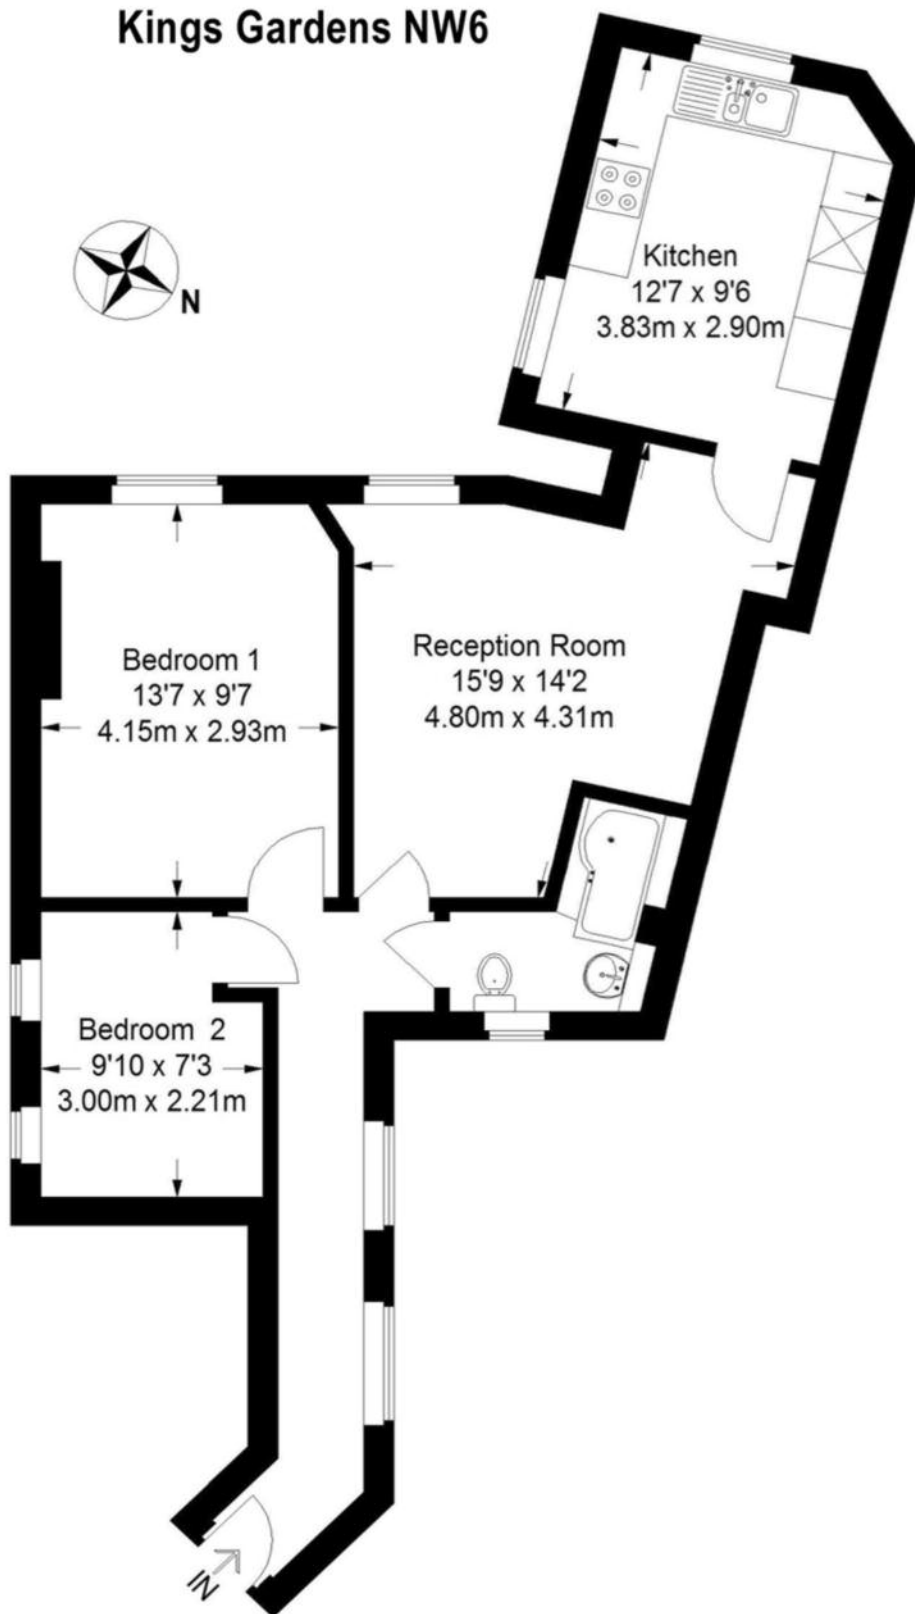 Kings Gardens NW6
N
Kitchen
12'7 x 9'6
3.83m x 2.90m
Bedroom 1
13'7 x 9'7
4.15m x 2.93m
Reception Room
15'9 x 14'2
4.80m x 4.31m
Bedroom 2
9'10 x 7'3
3.00m x 2.21m
IN